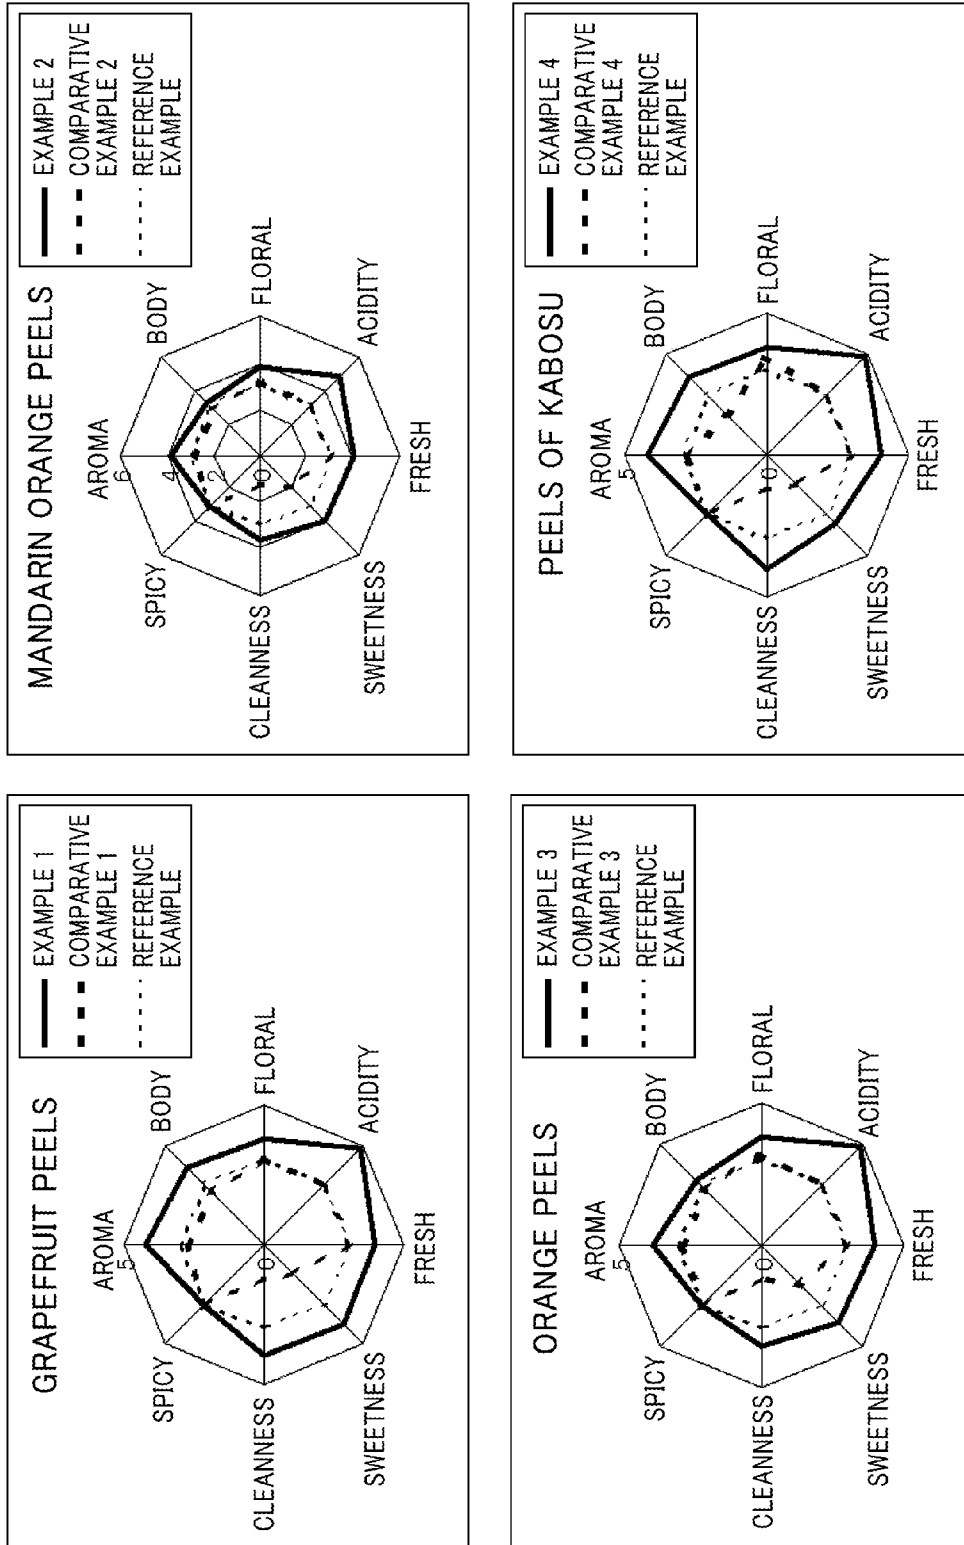 GRAPEFRUIT PEELS
EXAMPLE 1
COMPARATIVE
EXAMPLE 1
REFERENCE
EXAMPLE
AROMA
5
0
BODY
FLORAL
ACIDITY
FRESH
SWEETNESS
CLEANNESS
SPICY
MANDARIN ORANGE PEELS
EXAMPLE 2
COMPARATIVE
EXAMPLE 2
REFERENCE
EXAMPLE
AROMA
6
4
2
0
BODY
FLORAL
ACIDITY
FRESH
SWEETNESS
CLEANNESS
SPICY
ORANGE PEELS
EXAMPLE 3
COMPARATIVE
EXAMPLE 3
REFERENCE
EXAMPLE
AROMA
5
0
BODY
FLORAL
ACIDITY
FRESH
SWEETNESS
CLEANNESS
SPICY
PEELS OF KABOSU
EXAMPLE 4
COMPARATIVE
EXAMPLE 4
REFERENCE
EXAMPLE
AROMA
5
0
BODY
FLORAL
ACIDITY
FRESH
SWEETNESS
CLEANNESS
SPICY